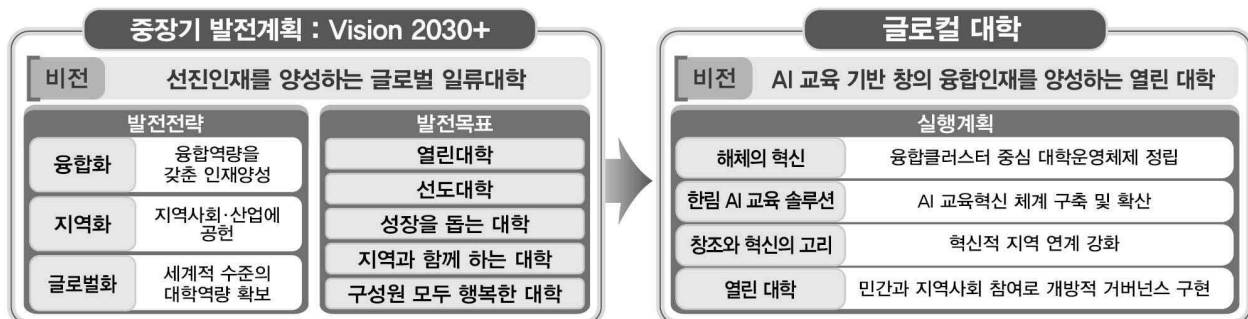 중장기 발전계획 : Vision 2030+
비전 선진인재를 양성하는 글로벌 일류대학
발전전략
융합화 융합역량을
갖춘 인재양성
지역화 지역사회·산업에
공헌
글로벌화 세계적 수준의
대학역량 확보
발전목표
열린대학
선도대학
성장을 돕는 대학
지역과 함께 하는 대학
구성원 모두 행복한 대학
글로컬 대학
비전 AI 교육 기반 창의 융합인재를 양성하는 열린 대학
실행계획
해체의 혁신 융합클러스터 중심 대학운영체제 정립
한림 AI 교육 솔루션 AI 교육혁신 체계 구축 및 확산
창조와 혁신의 고리 혁신적 지역 연계 강화
열린 대학 민간과 지역사회 참여로 개방적 거버넌스 구현